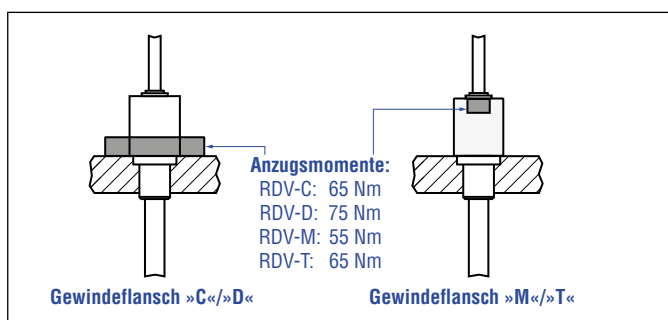 Anzugsmomente:
RDV-C: 65 Nm
RDV-D: 75 Nm
RDV-M: 55 Nm
RDV-T: 65 Nm
Gewindeflansch »C«/»D«
Gewindeflansch »M«/»T«